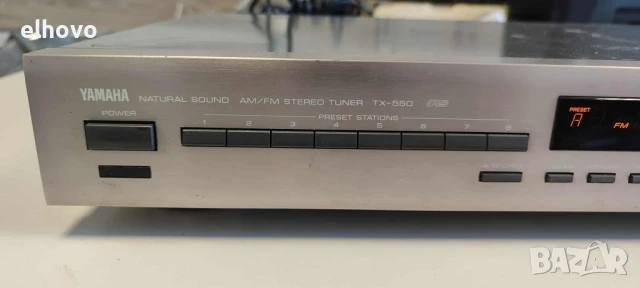 elhovo
YAMAHA NATURAL SOUND AM/FM STEREO TUNER TX-550 RS
POWER
PRESET STATIONS
1 2 3 4 5 6 7 8
PRESET
A FM
BAZAR